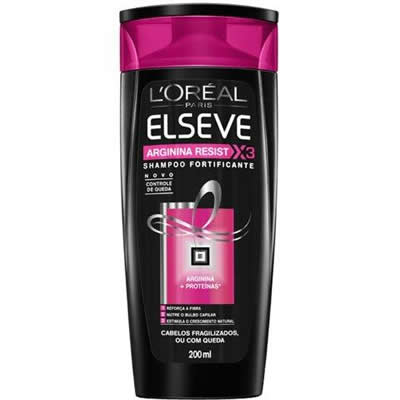 L'ORÉAL
PARIS
ELSEVE
ARGININA RESIST X3
SHAMPOO FORTIFICANTE
NOVO
CONTROLE
DE QUEDA
ARGININA
+ PROTEÍNAS*
REFORÇA A FIBRA
NUTRE O BULBO CAPILAR
ESTIMULA O CRESCIMENTO NATURAL
CABELOS FRAGILIZADOS,
OU COM QUEDA
200 ml